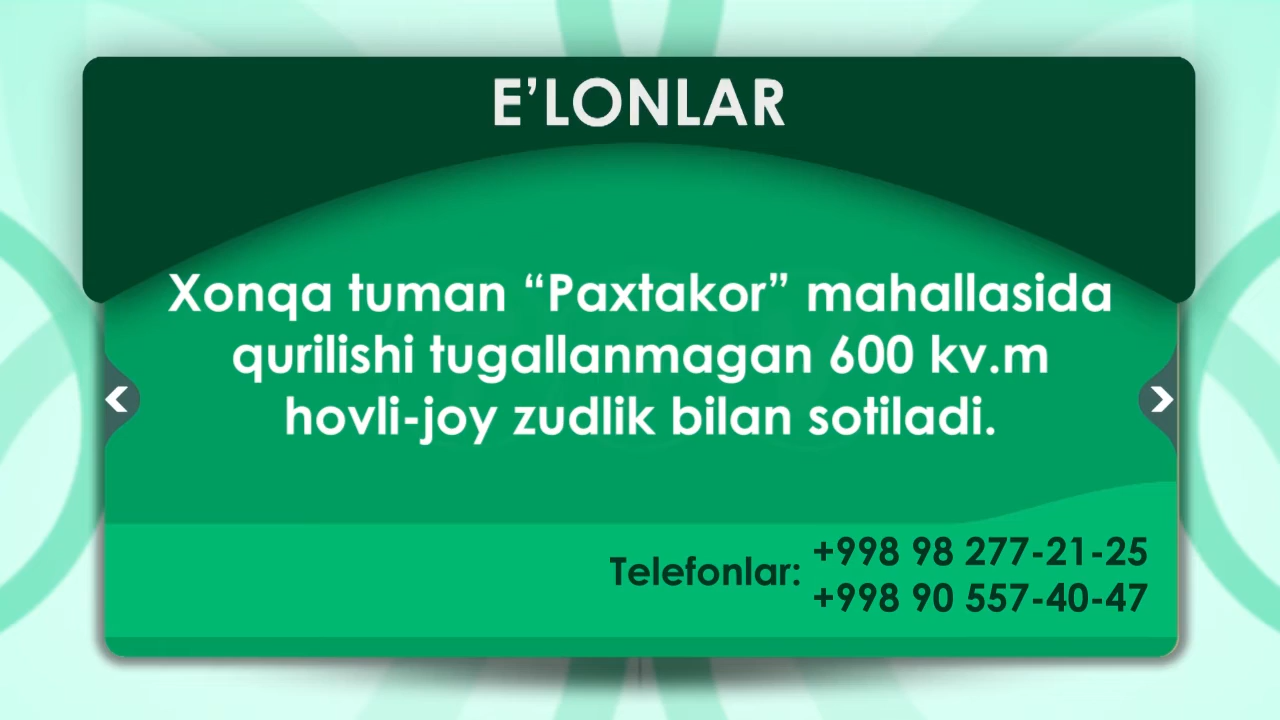 E’LONLAR
Xonqa tuman “Paxtakor” mahallasida
qurilishi tugallanmagan 600 kv.m
hovli-joy zudlik bilan sotiladi.
Telefonlar:
+998 98 277-21-25
+998 90 557-40-47